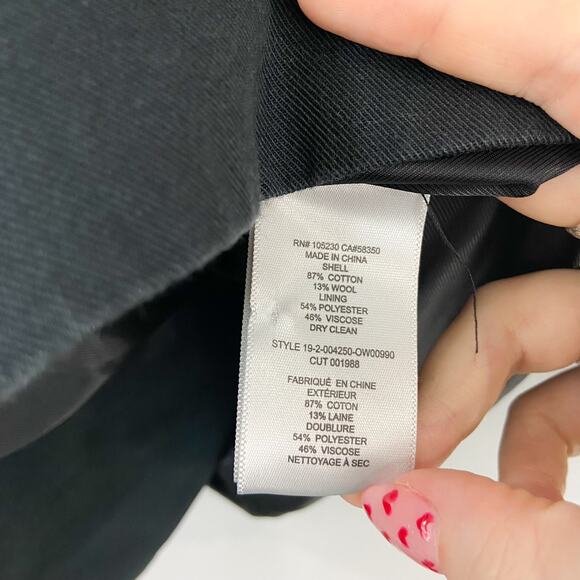 RN# 105230 CA#58350
MADE IN CHINA
SHELL
87% COTTON
13% WOOL
LINING
54% POLYESTER
46% VISCOSE
DRY CLEAN
STYLE 19-2-004250-OW00990
CUT 001988
FABRIQUÉ EN CHINE
EXTÉRIEUR
87% COTON
13% LAINE
DOUBLURE
54% POLYESTER
46% VISCOSE
NETTOYAGE À SEC